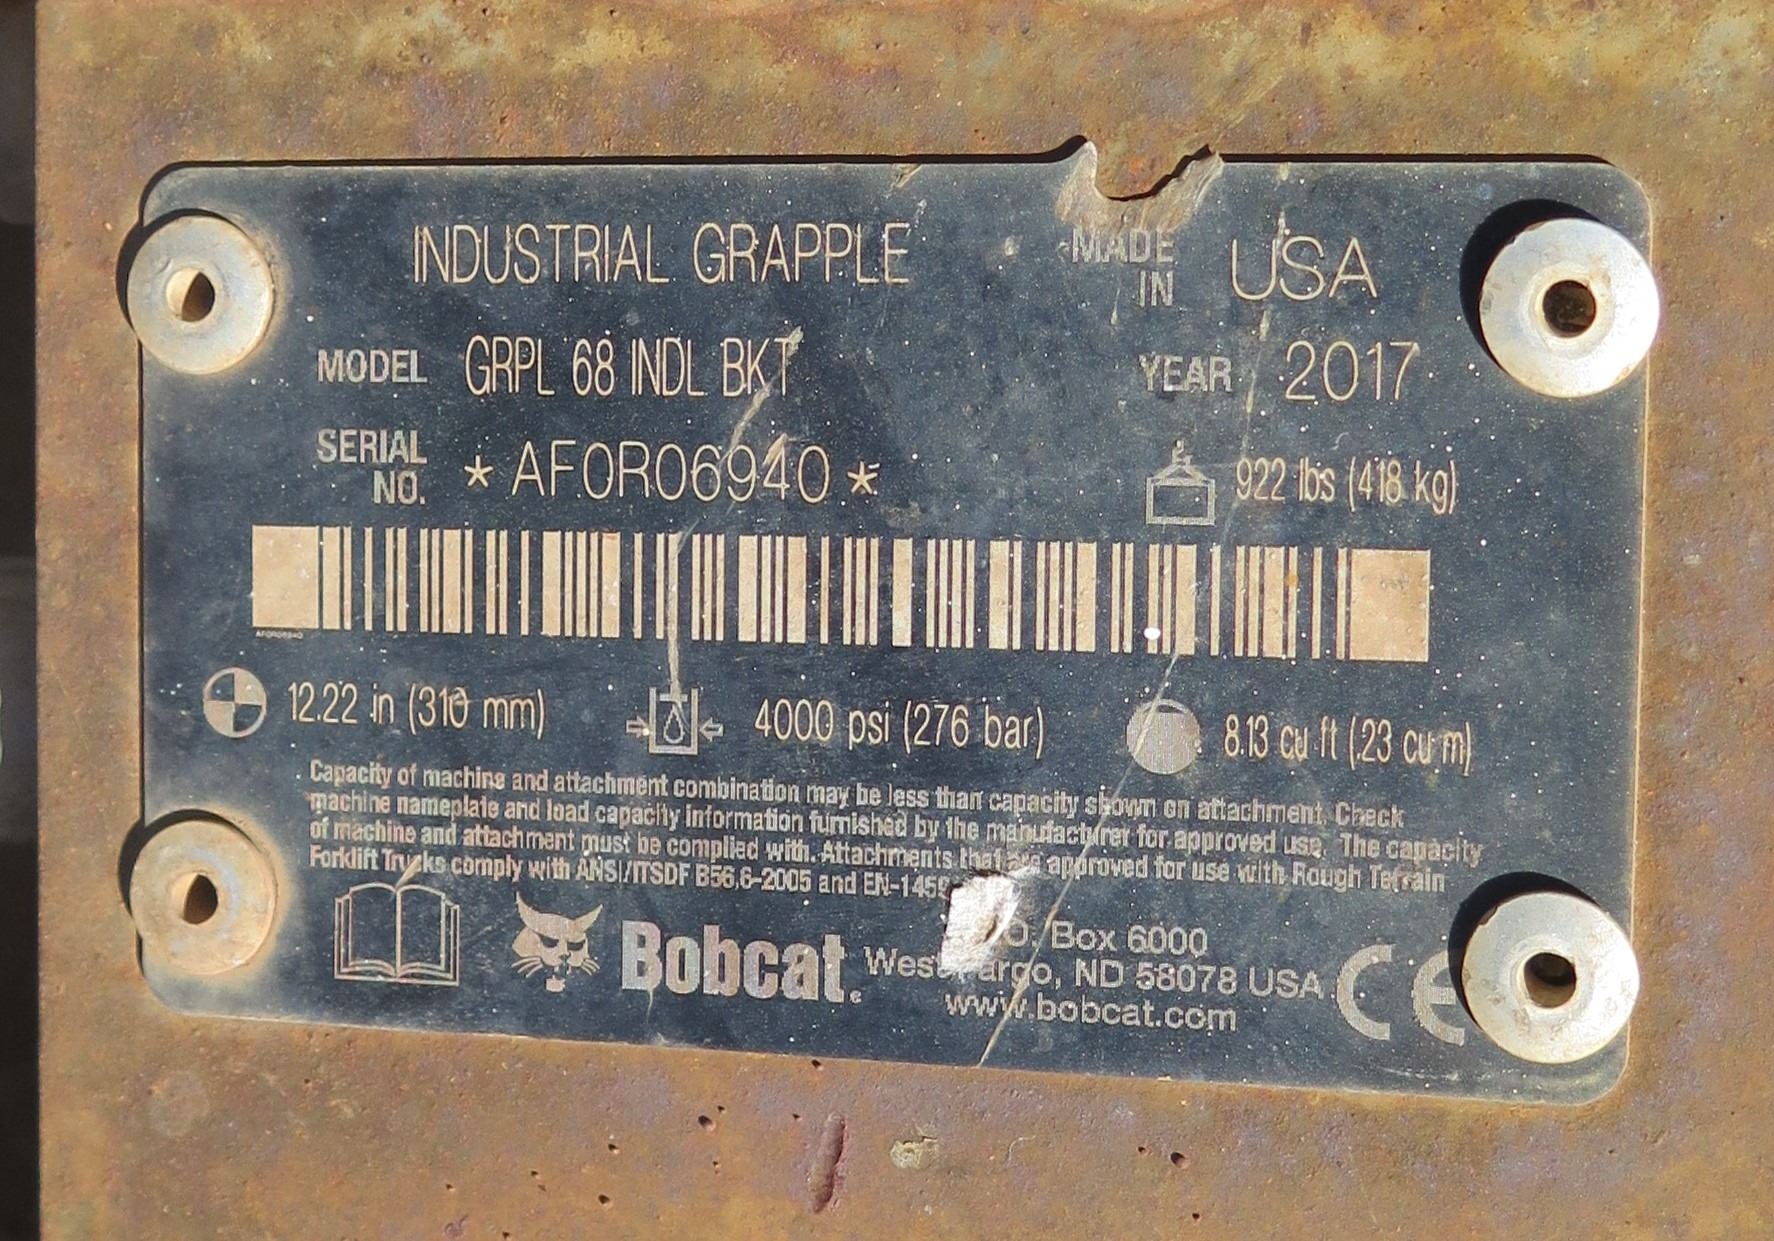 INDUSTRIAL GRAPPLE
MADE IN USA
MODEL GRPL 68 INDL BKT
YEAR 2017
SERIAL NO. *AF0R06940*
922 lbs (418 kg)
AF0R06940
12.22 in (310 mm)
4000 psi (276 bar)
8.13 cu ft (.23 cu m)
Capacity of machine and attachment combination may be less than capacity shown on attachment. Check
machine nameplate and load capacity information furnished by the manufacturer for approved use. The capacity
of machine and attachment must be complied with. Attachments that are approved for use with Rough Terrain
Forklift Trucks comply with ANSI/ITSDF B56.6-2005 and
Bobcat.
O. Box 6000
ND 58078 USA
www.bobcat.com
CE